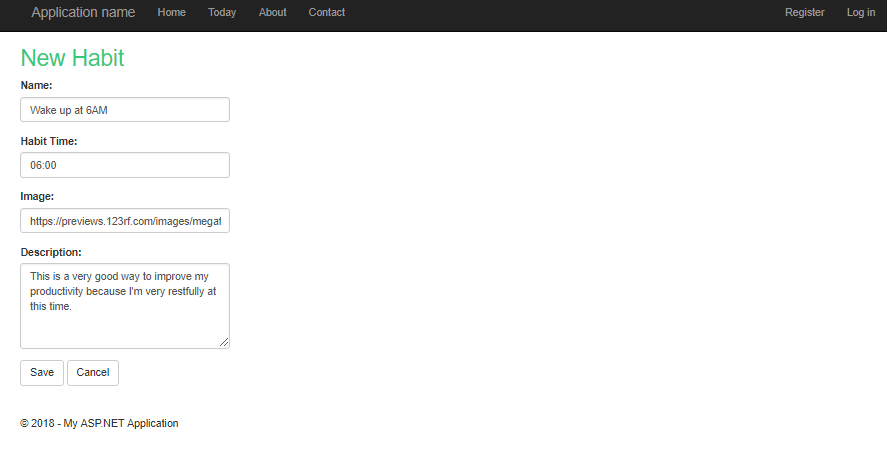 Application name Home Today About Contact Register Log in
New Habit
Name:
Wake up at 6AM
Habit Time:
06:00
Image:
https://previews.123rf.com/images/megaf
Description:
This is a very good way to improve my
productivity because I'm very restfully at
this time.
Save Cancel
© 2018 - My ASP.NET Application